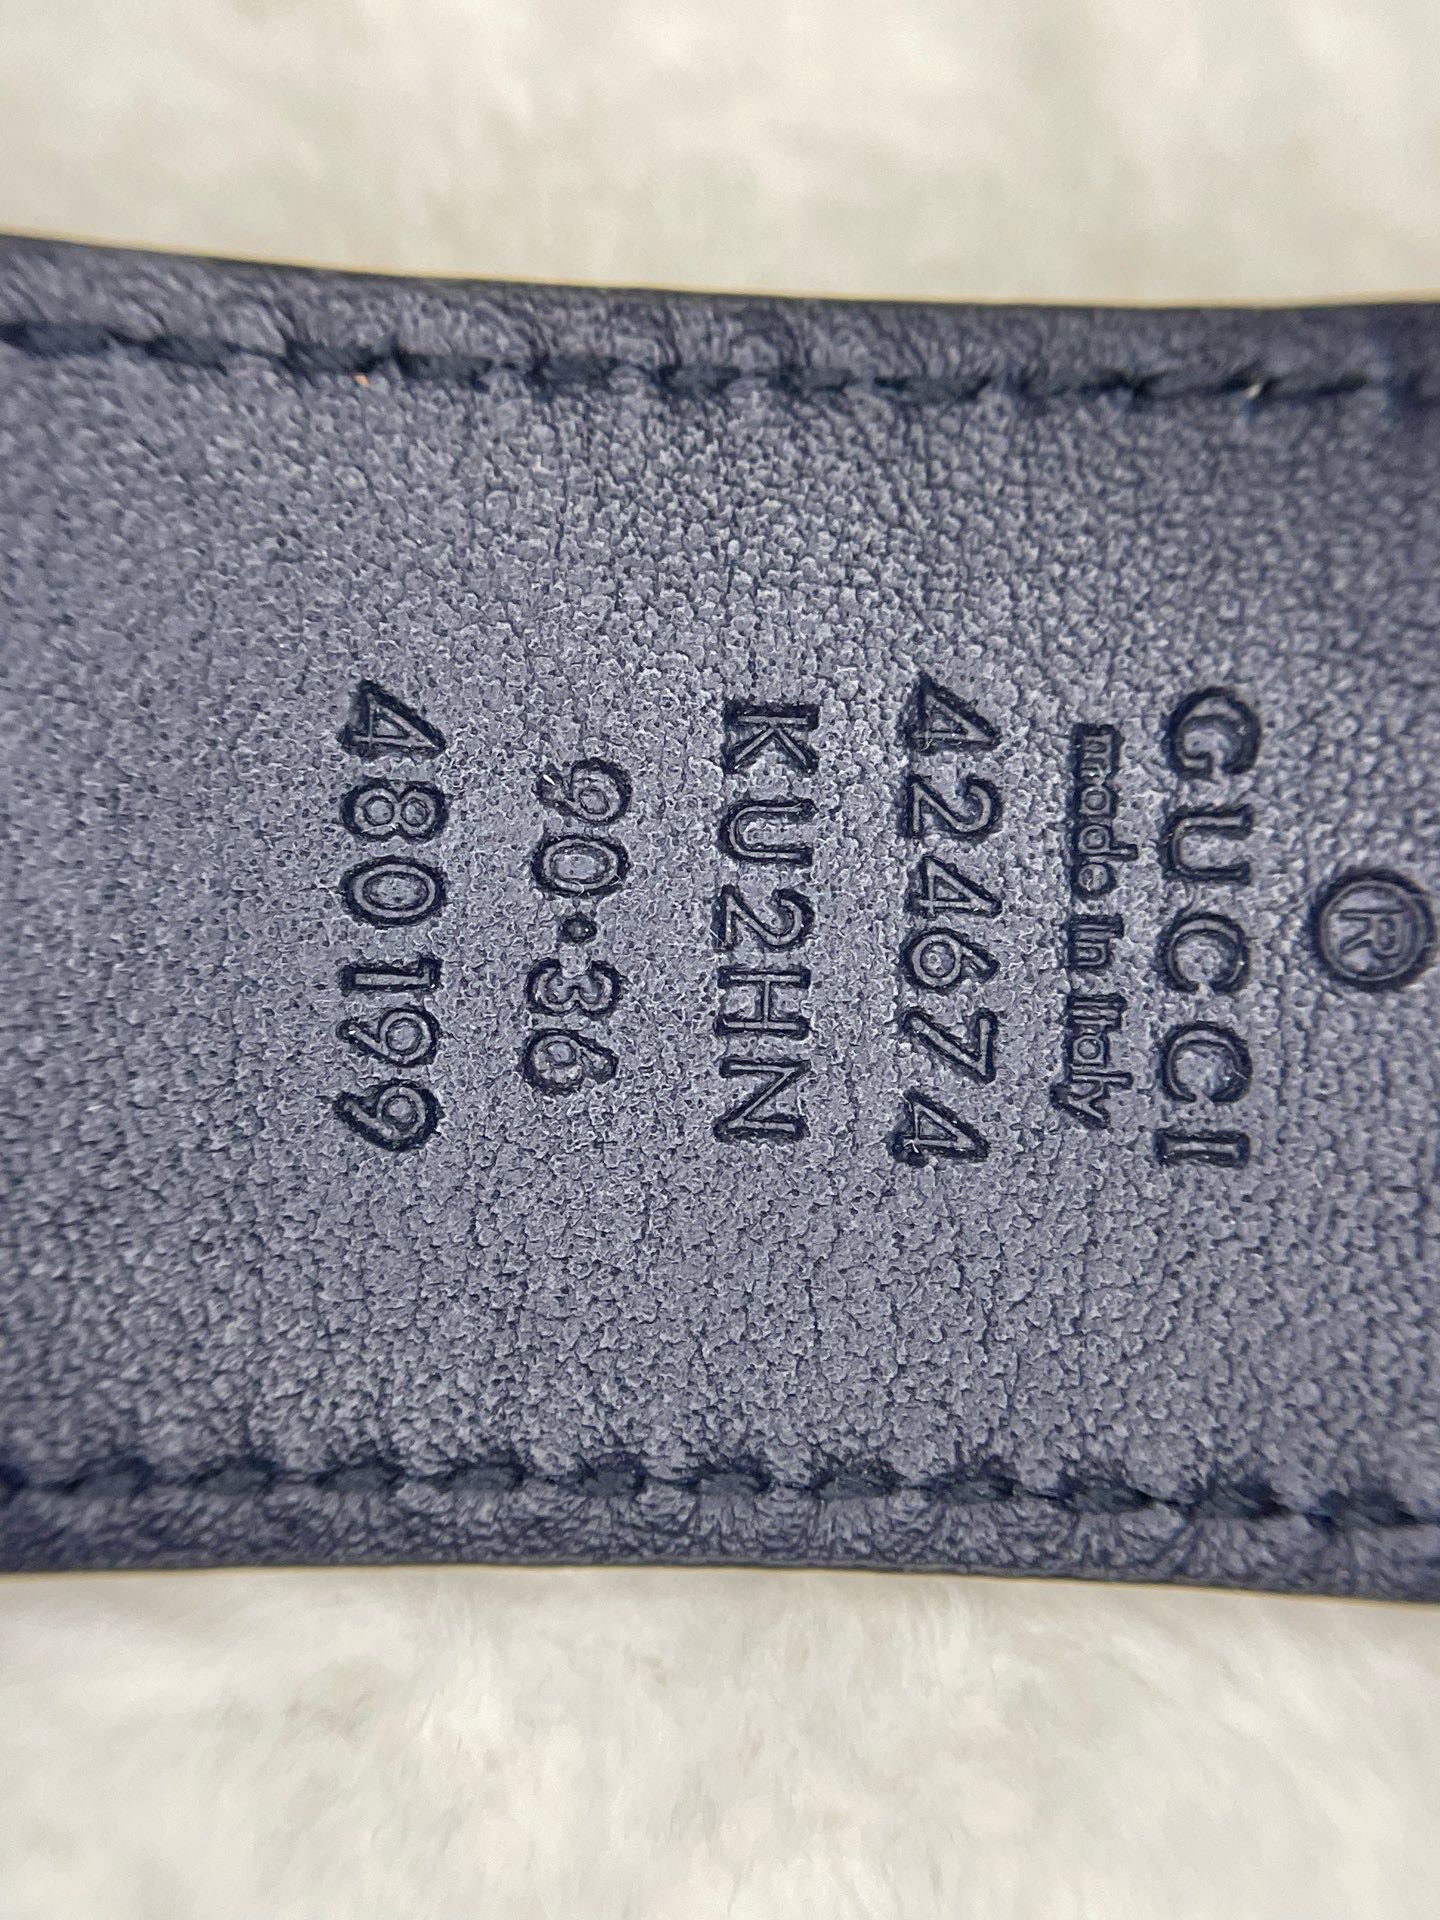 ®
GUCCI
made in italy
424674
KU2HN
90·36
480199